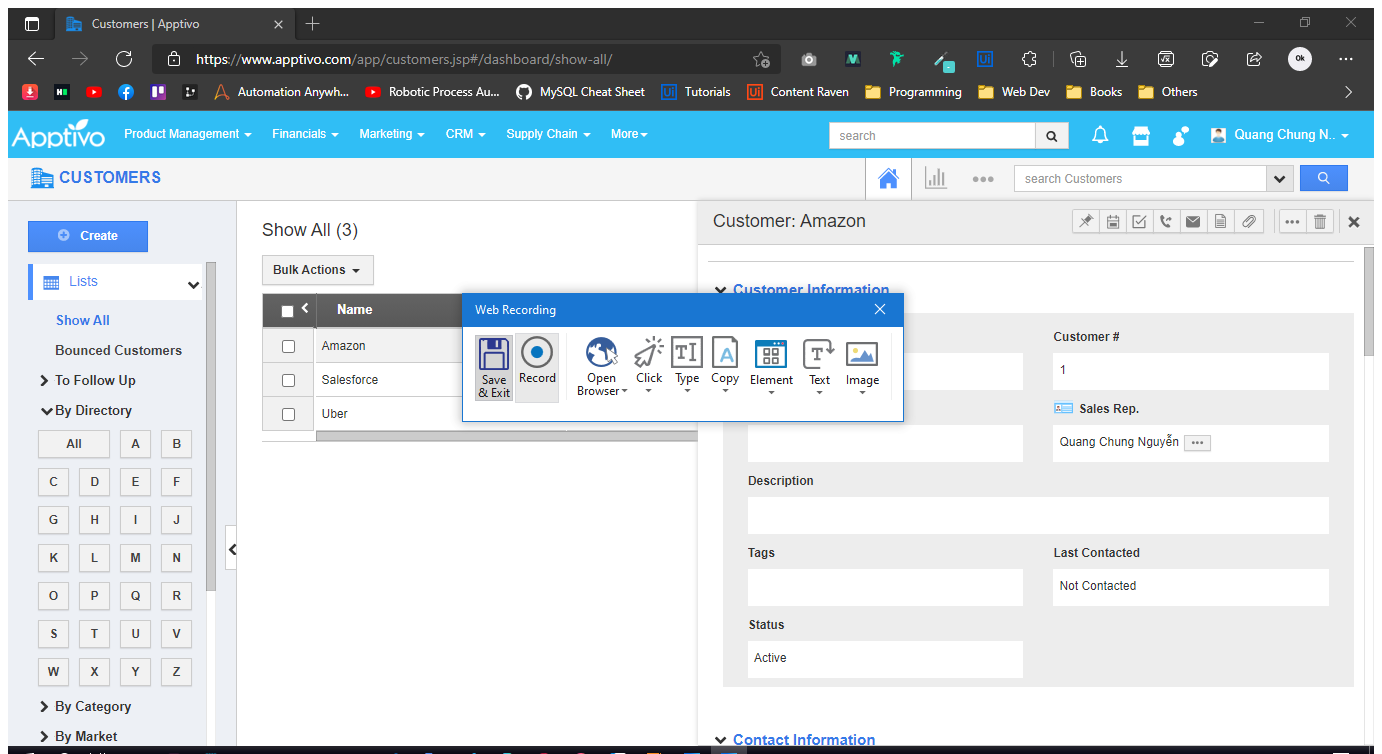 Customers | Apptivo
https://www.apptivo.com/app/customers.jsp#/dashboard/show-all/
Ui
Ok
Automation Anywh...
Robotic Process Au...
MySQL Cheat Sheet
Ui Tutorials
Ui Content Raven
Programming
Web Dev
Books
Others
Apptivo
Product Management
Financials
Marketing
CRM
Supply Chain
More
search
Quang Chung N..
CUSTOMERS
search Customers
Create
Lists
Show All
Bounced Customers
To Follow Up
By Directory
All A B
C D E F
G H I J
K L M N
O P Q R
S T U V
W X Y Z
By Category
By Market
Show All (3)
Bulk Actions
Name
Amazon
Salesforce
Uber
Web Recording
Save & Exit
Record
Open Browser
Click
Type
Copy
Element
Text
Image
Customer: Amazon
Customer Information
Customer #
1
Sales Rep.
Quang Chung Nguyễn
Description
Tags
Last Contacted
Not Contacted
Status
Active
Contact Information